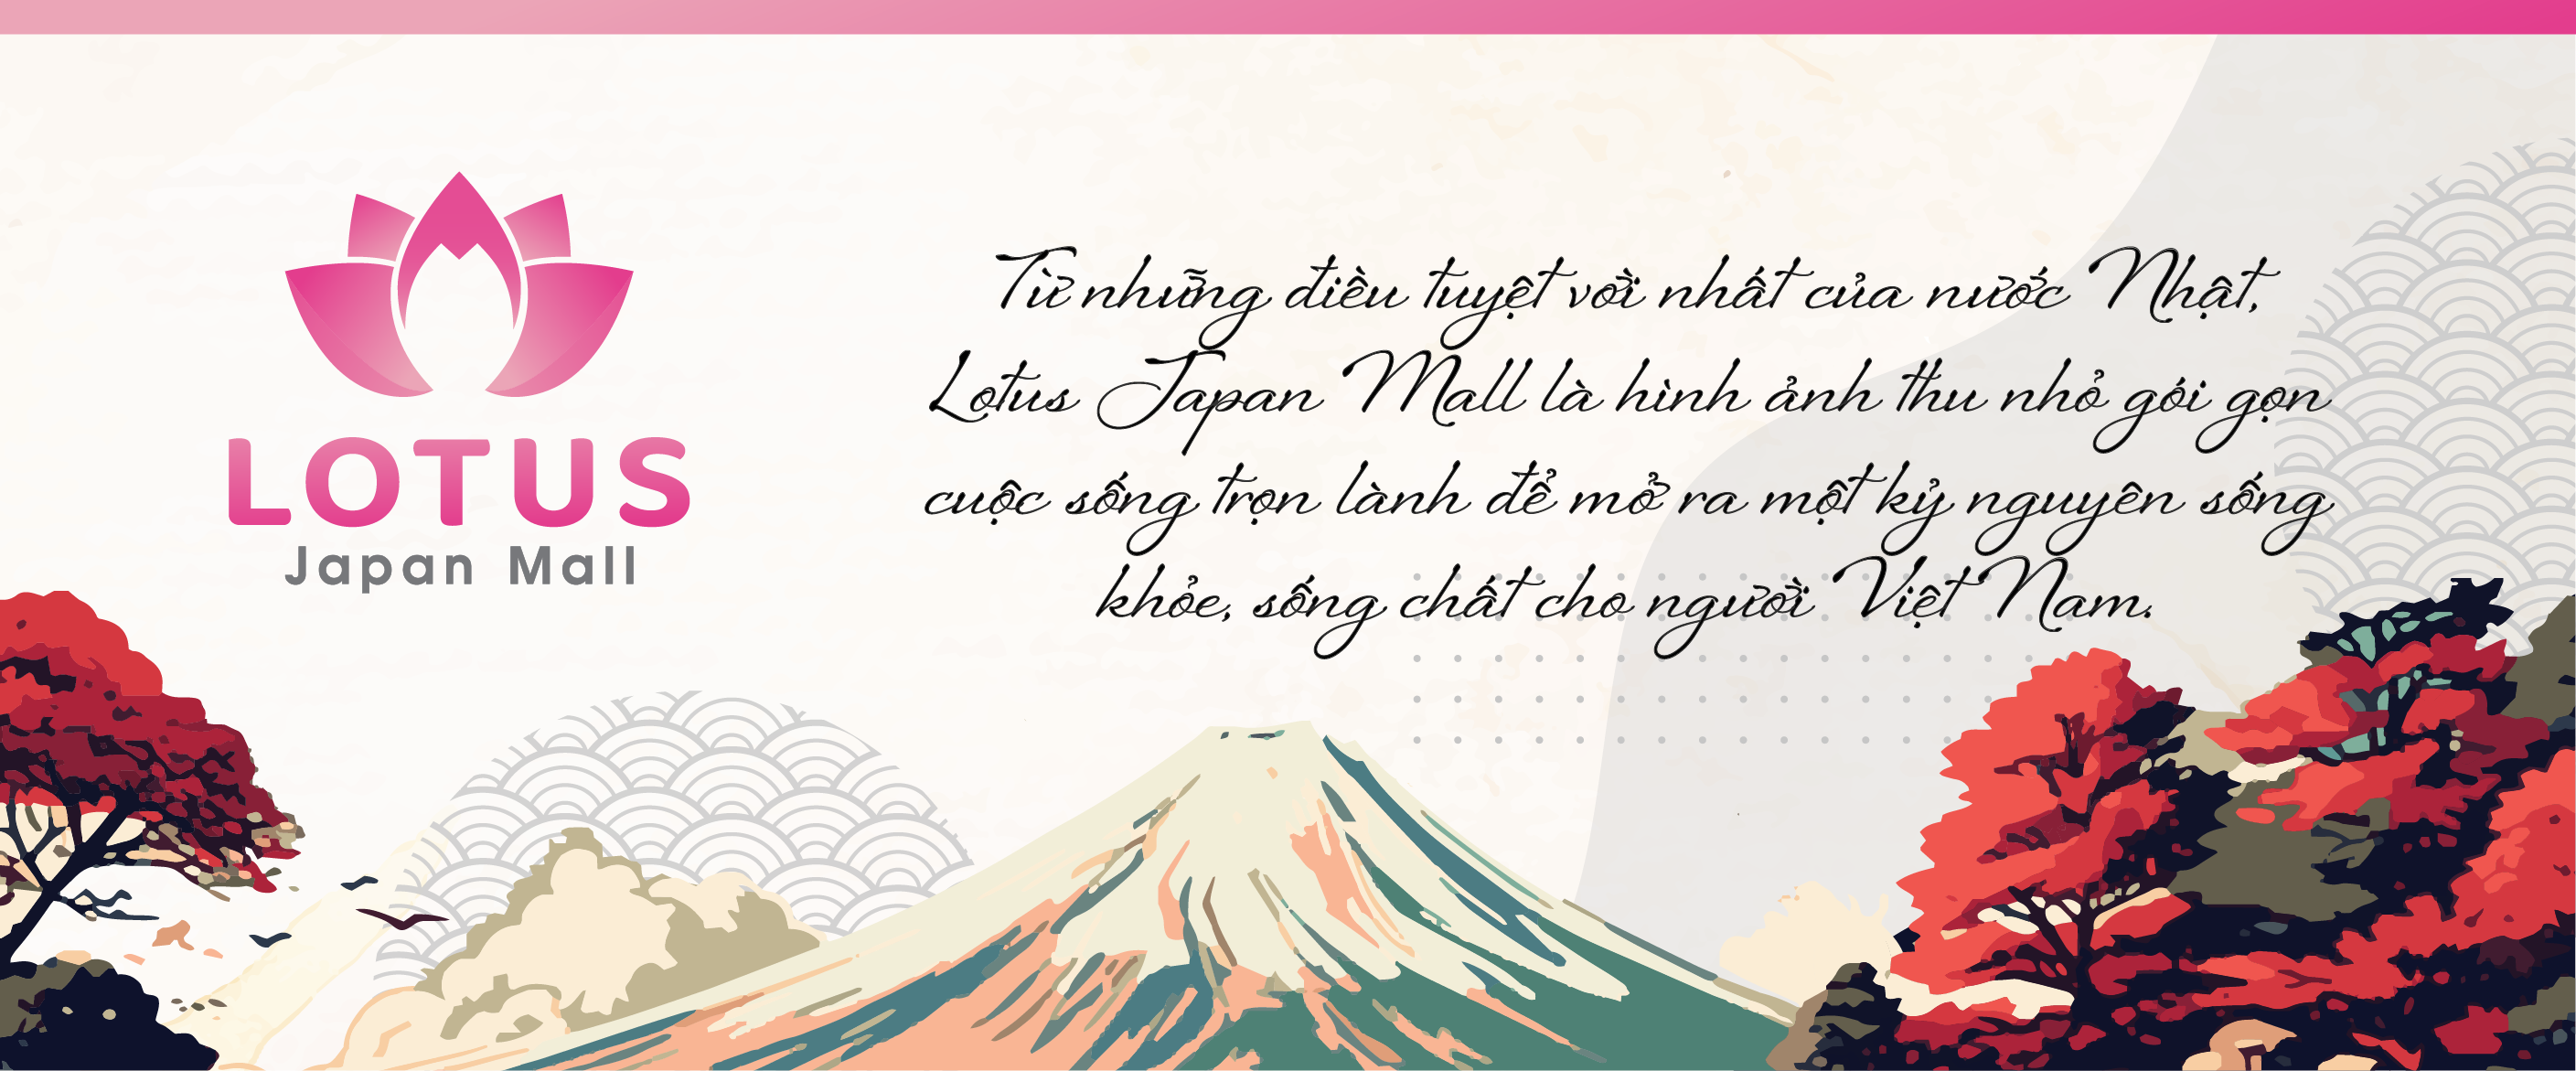 LOTUS
Japan Mall
Từ những điều tuyệt vời nhất của nước Nhật,
Lotus Japan Mall là hình ảnh thu nhỏ gói gọn
cuộc sống trọn lành để mở ra một kỷ nguyên sống
khỏe, sống chất cho người Việt Nam.